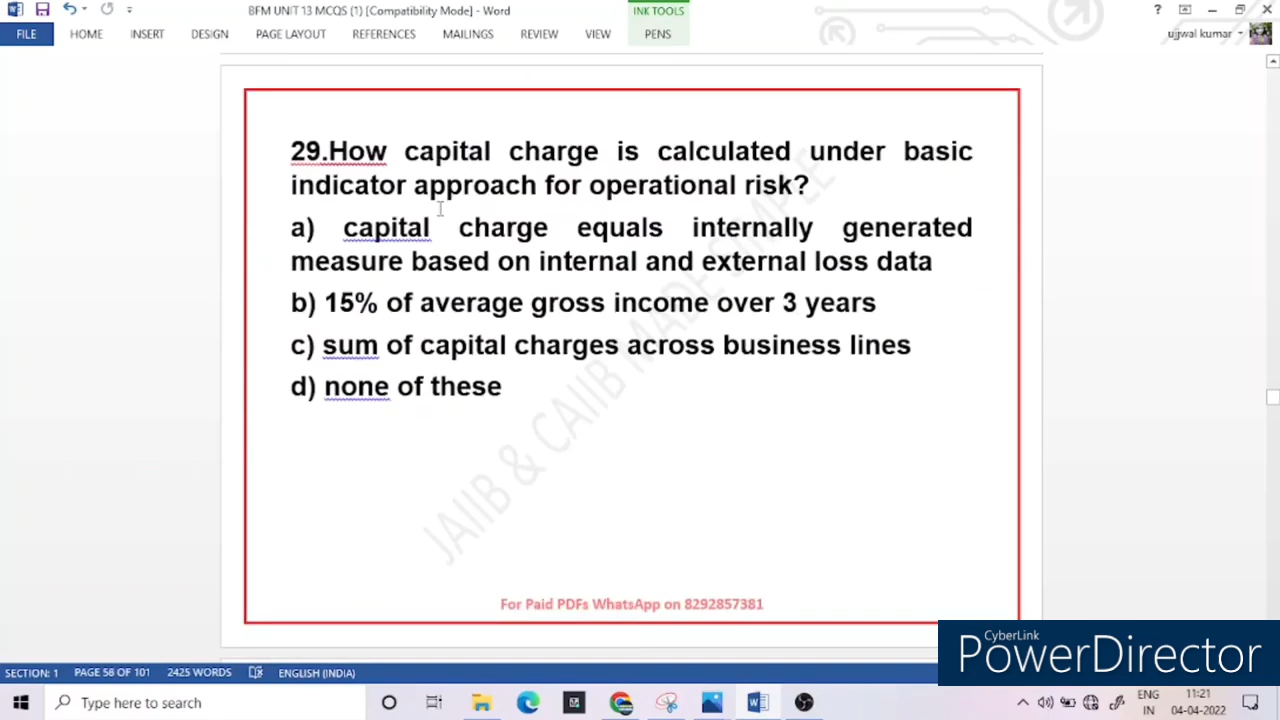 BFM UNIT 13 MCQS (1) [Compatibility Mode] - Word
INK TOOLS
?
FILE
HOME
INSERT
DESIGN
PAGE LAYOUT
REFERENCES
MAILINGS
REVIEW
VIEW
PENS
ujjwal kumar
29.How capital charge is calculated under basic
indicator approach for operational risk?
a) capital charge equals internally generated
measure based on internal and external loss data
b) 15% of average gross income over 3 years
c) sum of capital charges across business lines
d) none of these
JAIIB & CAIIB MADE SIMPLE
For Paid PDFs WhatsApp on 8292857381
CyberLink
PowerDirector
SECTION: 1
PAGE 58 OF 101
2425 WORDS
ENGLISH (INDIA)
Type here to search
ENG
IN
11:21
04-04-2022